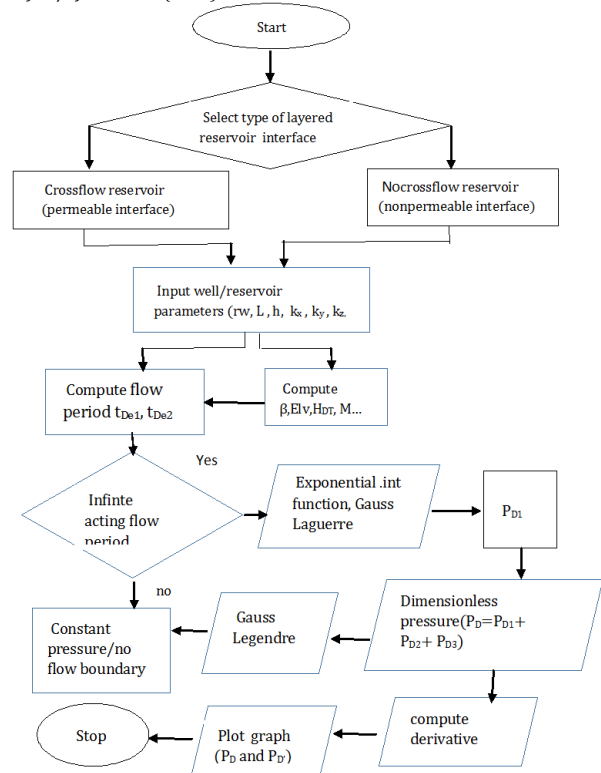 Start
Select type of layered
reservoir interface
Crossflow reservoir
(permeable interface)
Nocrossflow reservoir
(nonpermeable interface)
Input well/reservoir
parameters (rw, L , h, kx , ky , kz.
Compute flow
period tDe1, tDe2
Compute
β,Elv,HDT, M...
Yes
Infinte
acting flow
period
Exponential .int
function, Gauss
Laguerre
PD1
no
Constant
pressure/no
flow boundary
Gauss
Legendre
Dimensionless
pressure(PD=PD1+
PD2+ PD3)
Stop
Plot graph
(PD and PD')
compute
derivative